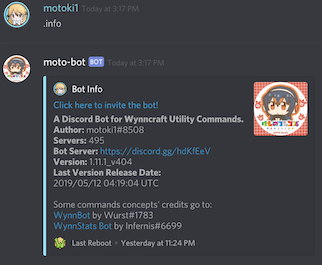 motoki1 Today at 3:17 PM
.info
moto-bot BOT Today at 3:17 PM
Bot Info
Click here to invite the bot!
A Discord Bot for Wynncraft Utility Commands.
Author: motoki1#8508
Servers: 495
Bot Server: https://discord.gg/hdKfEeV
Version: 1.11.1_v404
Last Version Release Date:
2019/05/12 04:19:04 UTC
Some commands concepts' credits go to:
WynnBot by Wurst#1783
WynnStats Bot by Infernis#6699
Last Reboot • Yesterday at 11:24 PM